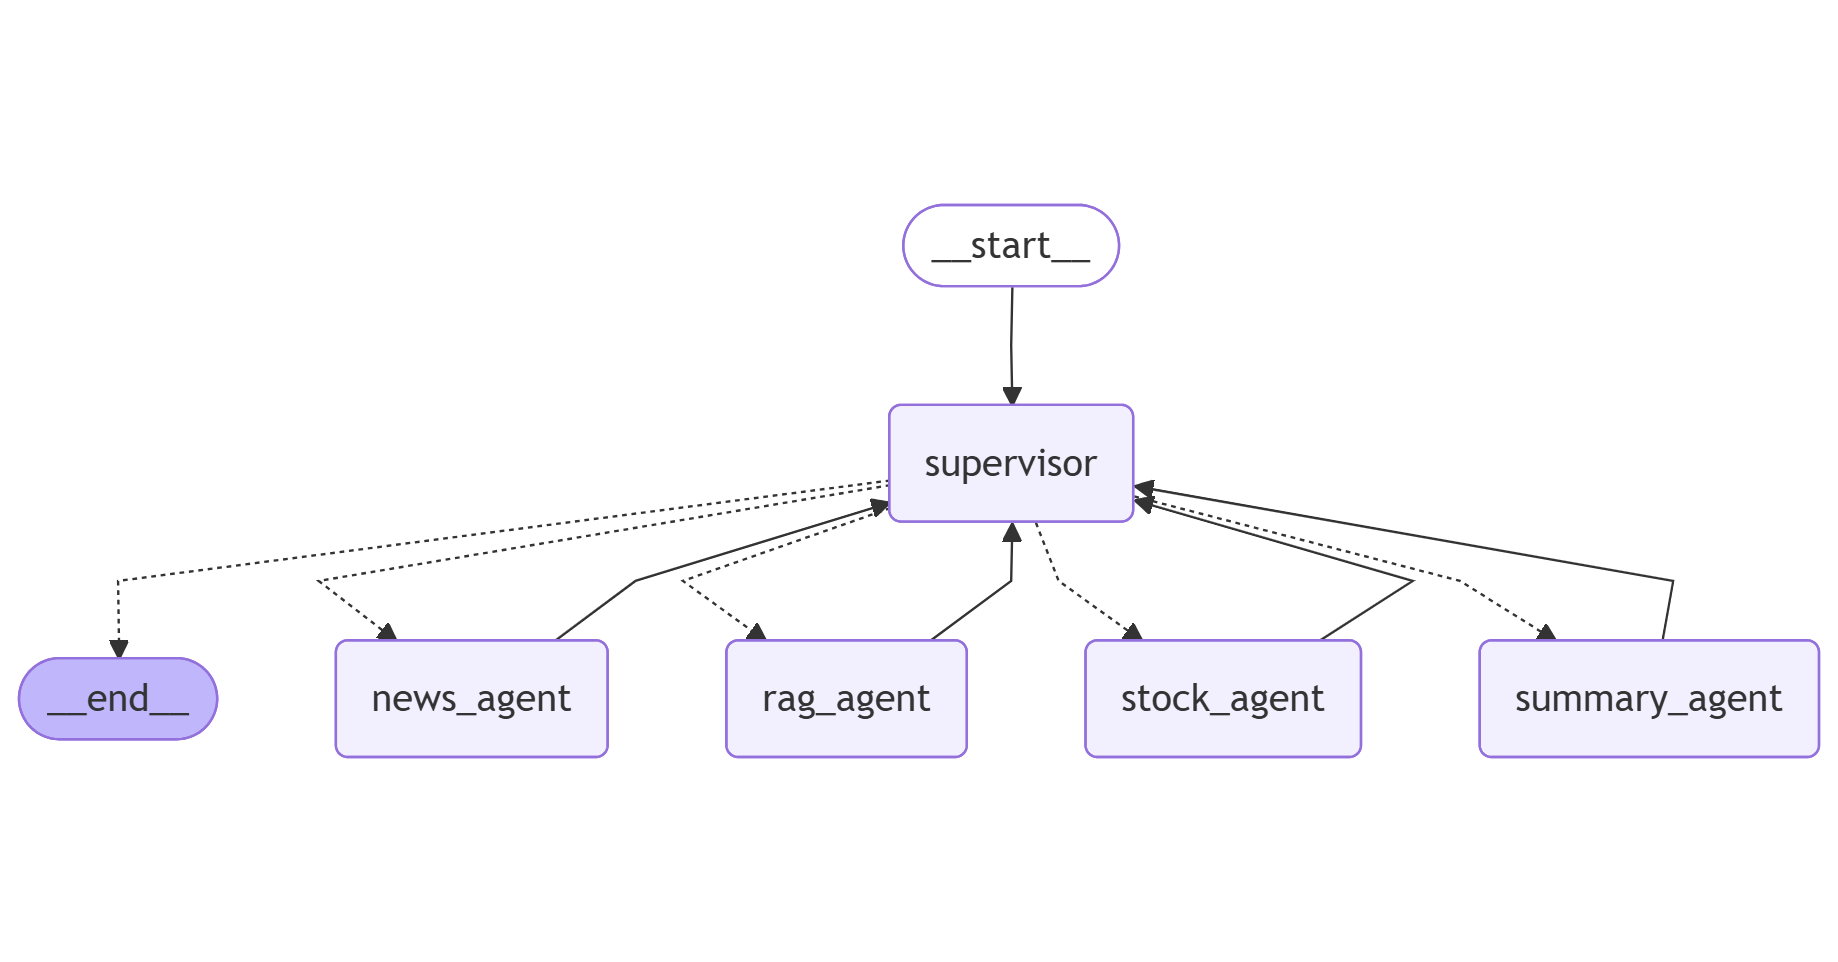 __start__
supervisor
__end__
news_agent
rag_agent
stock_agent
summary_agent